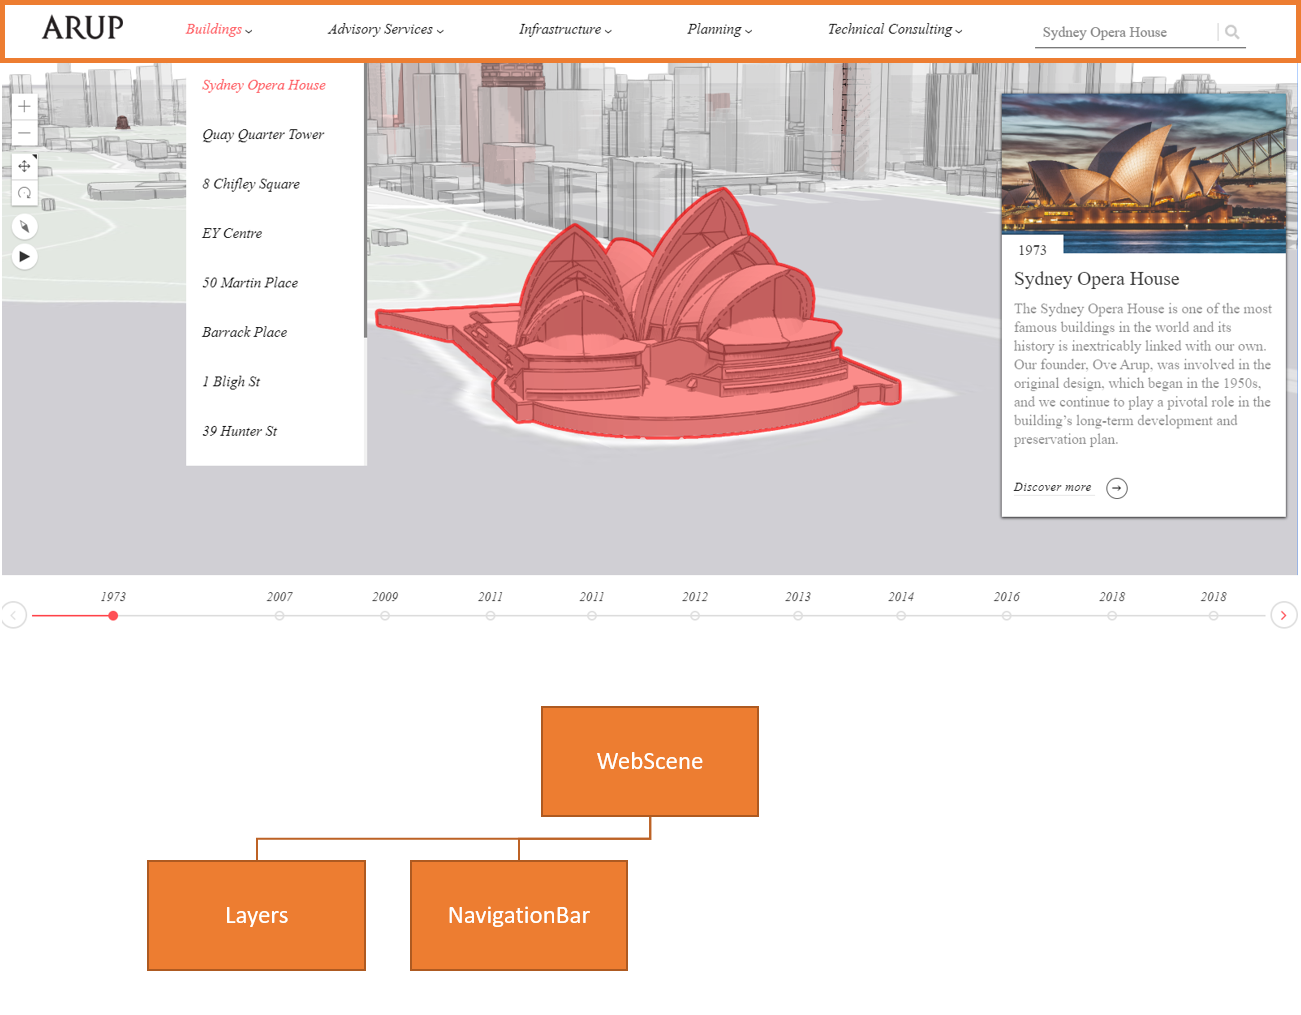 ARUP
Buildings
Advisory Services
Infrastructure
Planning
Technical Consulting
Sydney Opera House
Sydney Opera House
Quay Quarter Tower
8 Chifley Square
EY Centre
50 Martin Place
Barrack Place
1 Bligh St
39 Hunter St
1973
Sydney Opera House
The Sydney Opera House is one of the most
famous buildings in the world and its
history is inextricably linked with our own.
Our founder, Ove Arup, was involved in the
original design, which began in the 1950s,
and we continue to play a pivotal role in the
building’s long-term development and
preservation plan.
Discover more
1973
2007
2009
2011
2011
2012
2013
2014
2016
2018
2018
WebScene
Layers
NavigationBar